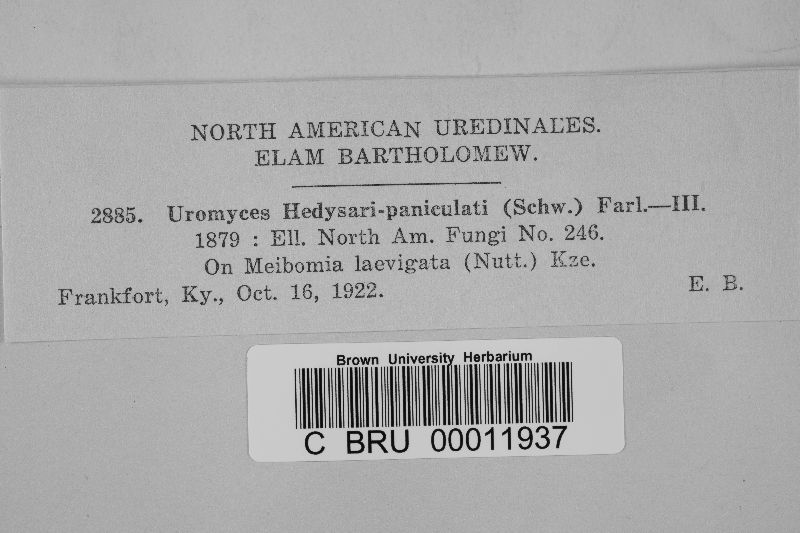 NORTH AMERICAN UREDINALES.
ELAM BARTHOLOMEW.
2885. Uromyces Hedysari-paniculati (Schw.) Farl.—III.
1879 : Ell. North Am. Fungi No. 246.
On Meibomia laevigata (Nutt.) Kze.
Frankfort, Ky., Oct. 16, 1922. E. B.
Brown University Herbarium
C BRU 00011937